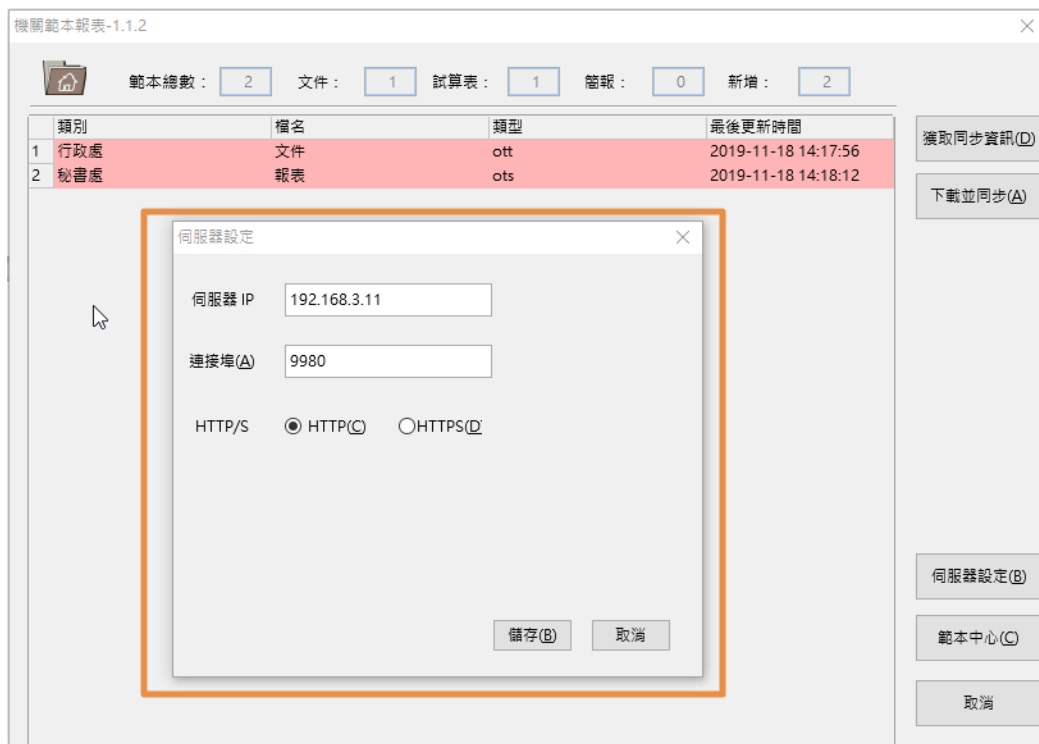 機關範本報表-1.1.2
範本總數： 2 文件： 1 試算表： 1 簡報： 0 新增： 2
類別 檔名 類型 最後更新時間
1 行政處 文件 ott 2019-11-18 14:17:56
2 秘書處 報表 ots 2019-11-18 14:18:12
獲取同步資訊(D)
下載並同步(A)
伺服器設定
伺服器 IP 192.168.3.11
連接埠(A) 9980
HTTP/S HTTP(C) HTTPS(D
儲存(B) 取消
伺服器設定(B)
範本中心(C)
取消